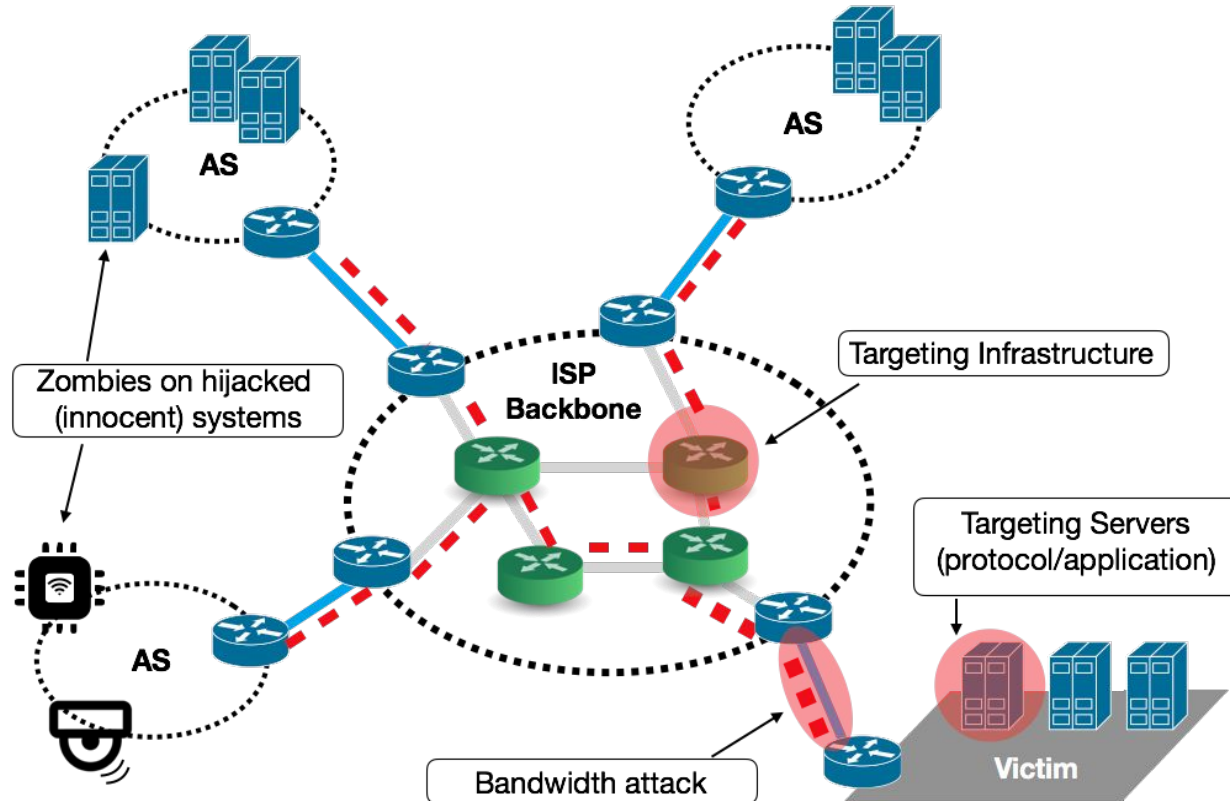 AS
AS
ISP
Backbone
Targeting Infrastructure
Zombies on hijacked
(innocent) systems
Targeting Servers
(protocol/application)
AS
Bandwidth attack
Victim